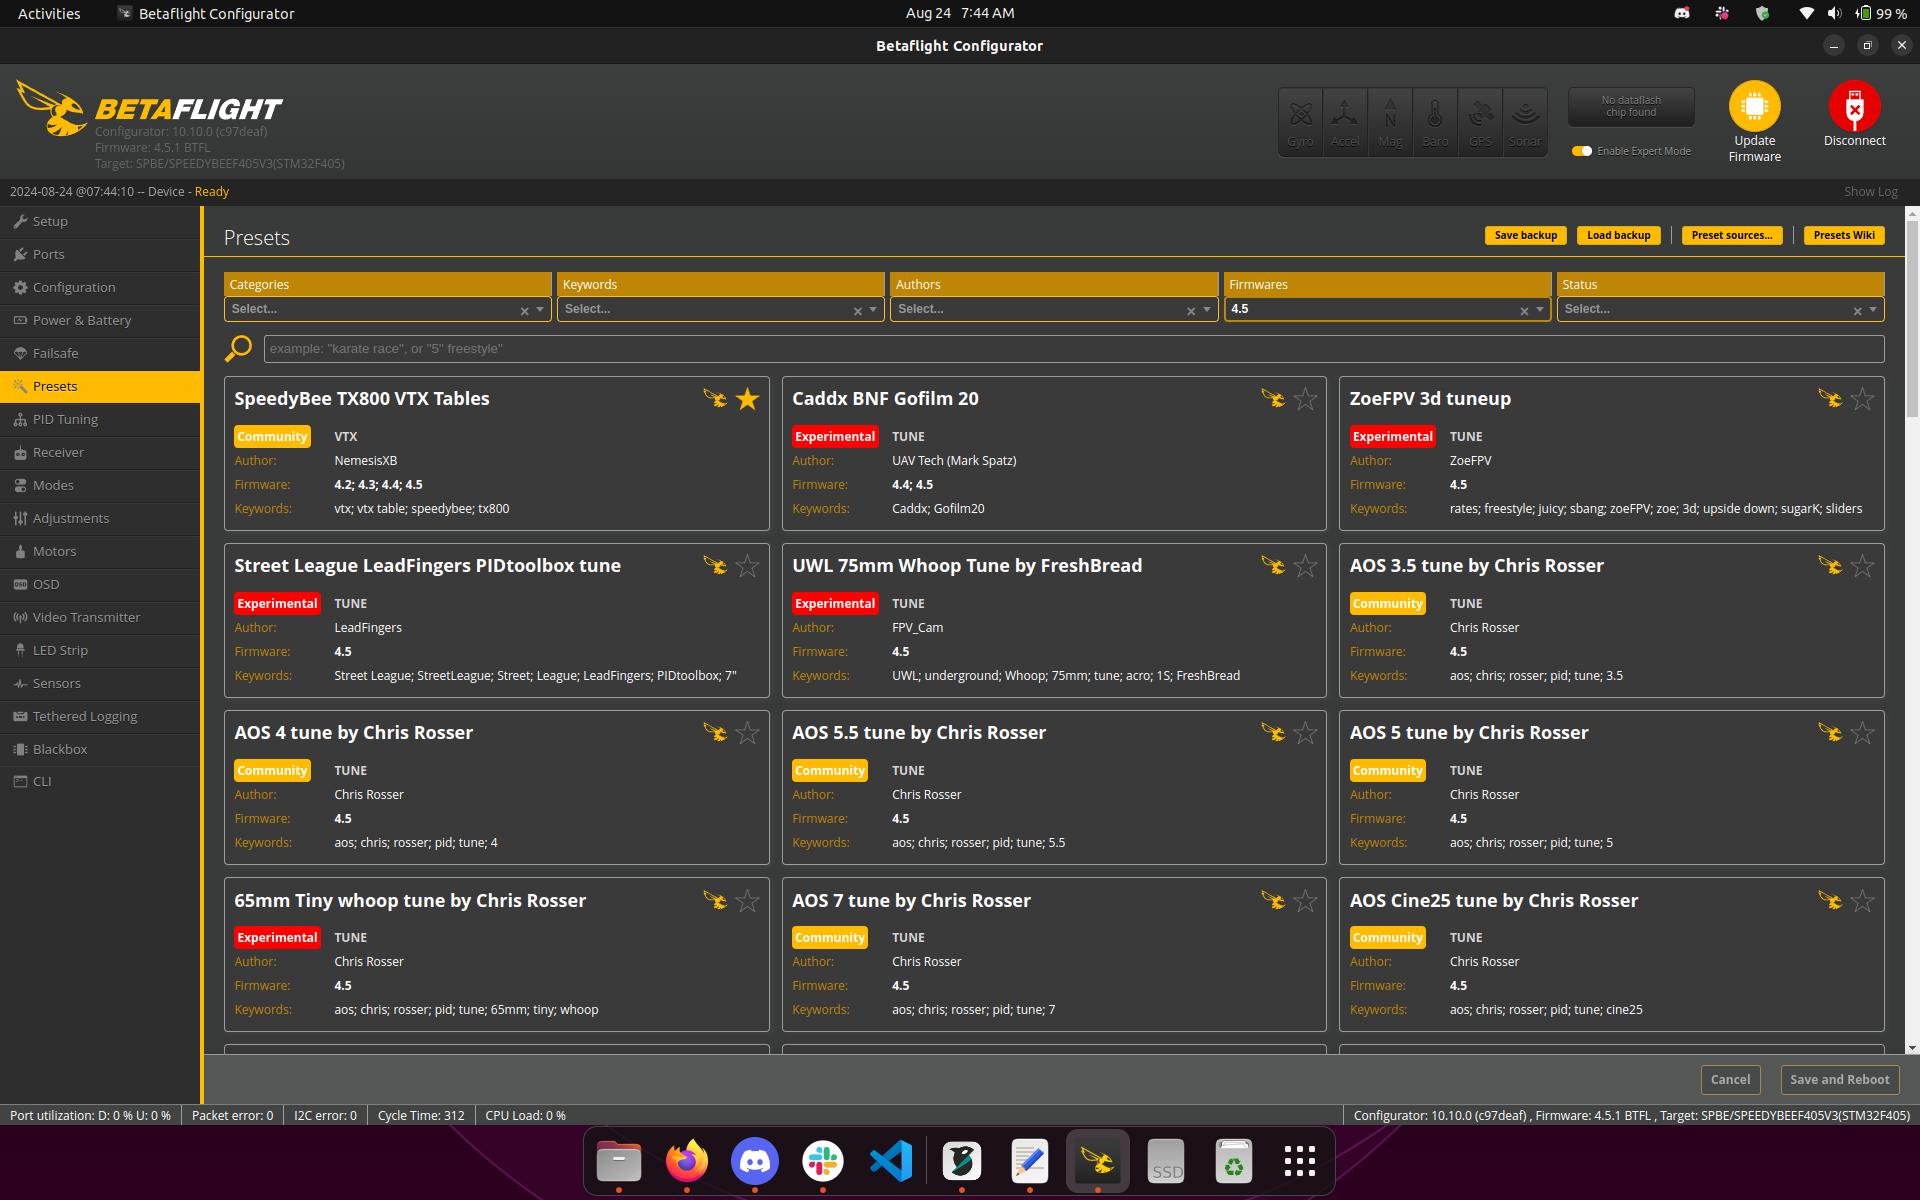 Activities
Betaflight Configurator
Aug 24 7:44 AM
99 %
Betaflight Configurator
BETAFLIGHT
Configurator: 10.10.0 (c97deaf)
Firmware: 4.5.1 BTFL
Target: SPBE/SPEEDYBEEF405V3(STM32F405)
Gyro
Accel
Mag
Baro
GPS
Sonar
No dataflash
chip found
Enable Expert Mode
Update
Firmware
Disconnect
2024-08-24 @07:44:10 -- Device - Ready
Show Log
Setup
Ports
Configuration
Power & Battery
Failsafe
Presets
PID Tuning
Receiver
Modes
Adjustments
Motors
OSD
Video Transmitter
LED Strip
Sensors
Tethered Logging
Blackbox
CLI
Presets
Save backup
Load backup
Preset sources...
Presets Wiki
Categories
Keywords
Authors
Firmwares
Status
Select...
Select...
Select...
4.5
Select...
example: "karate race", or "5" freestyle"
SpeedyBee TX800 VTX Tables
Community VTX
Author: NemesisXB
Firmware: 4.2; 4.3; 4.4; 4.5
Keywords: vtx; vtx table; speedybee; tx800
Caddx BNF Gofilm 20
Experimental TUNE
Author: UAV Tech (Mark Spatz)
Firmware: 4.4; 4.5
Keywords: Caddx; Gofilm20
ZoeFPV 3d tuneup
Experimental TUNE
Author: ZoeFPV
Firmware: 4.5
Keywords: rates; freestyle; juicy; sbang; zoeFPV; zoe; 3d; upside down; sugarK; sliders
Street League LeadFingers PIDtoolbox tune
Experimental TUNE
Author: LeadFingers
Firmware: 4.5
Keywords: Street League; StreetLeague; Street; League; LeadFingers; PIDtoolbox; 7"
UWL 75mm Whoop Tune by FreshBread
Experimental TUNE
Author: FPV_Cam
Firmware: 4.5
Keywords: UWL; underground; Whoop; 75mm; tune; acro; 1S; FreshBread
AOS 3.5 tune by Chris Rosser
Community TUNE
Author: Chris Rosser
Firmware: 4.5
Keywords: aos; chris; rosser; pid; tune; 3.5
AOS 4 tune by Chris Rosser
Community TUNE
Author: Chris Rosser
Firmware: 4.5
Keywords: aos; chris; rosser; pid; tune; 4
AOS 5.5 tune by Chris Rosser
Community TUNE
Author: Chris Rosser
Firmware: 4.5
Keywords: aos; chris; rosser; pid; tune; 5.5
AOS 5 tune by Chris Rosser
Community TUNE
Author: Chris Rosser
Firmware: 4.5
Keywords: aos; chris; rosser; pid; tune; 5
65mm Tiny whoop tune by Chris Rosser
Experimental TUNE
Author: Chris Rosser
Firmware: 4.5
Keywords: aos; chris; rosser; pid; tune; 65mm; tiny; whoop
AOS 7 tune by Chris Rosser
Community TUNE
Author: Chris Rosser
Firmware: 4.5
Keywords: aos; chris; rosser; pid; tune; 7
AOS Cine25 tune by Chris Rosser
Community TUNE
Author: Chris Rosser
Firmware: 4.5
Keywords: aos; chris; rosser; pid; tune; cine25
Cancel
Save and Reboot
Port utilization: D: 0 % U: 0 %
Packet error: 0
I2C error: 0
Cycle Time: 312
CPU Load: 0 %
Configurator: 10.10.0 (c97deaf) , Firmware: 4.5.1 BTFL , Target: SPBE/SPEEDYBEEF405V3(STM32F405)
SSD